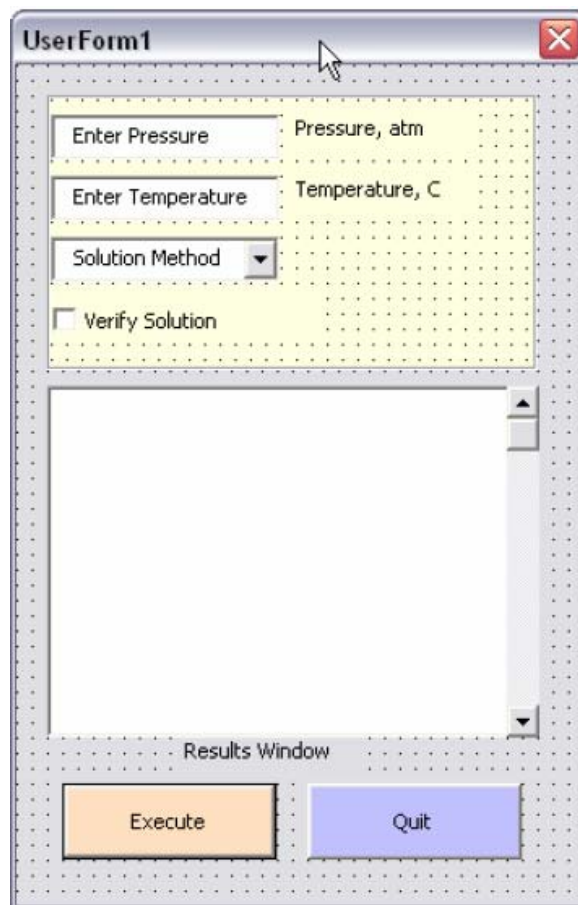 UserForm1
Enter Pressure
Pressure, atm
Enter Temperature
Temperature, C
Solution Method
Verify Solution
Results Window
Execute
Quit